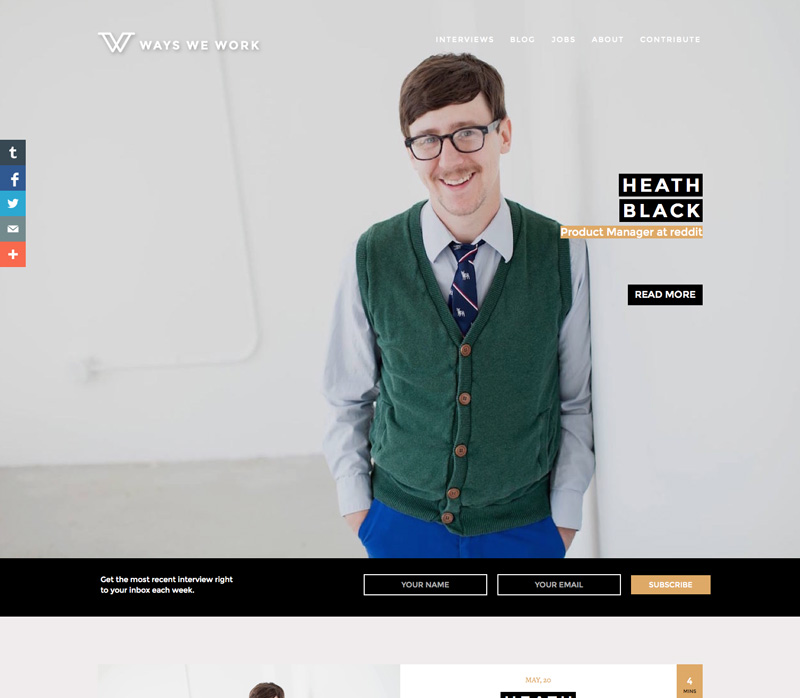 WAYS WE WORK
INTERVIEWS BLOG JOBS ABOUT CONTRIBUTE
HEATH
BLACK
Product Manager at reddit
READ MORE
Get the most recent interview right
to your inbox each week.
YOUR NAME
YOUR EMAIL
SUBSCRIBE
MAY, 20
4
MINS
HEATH